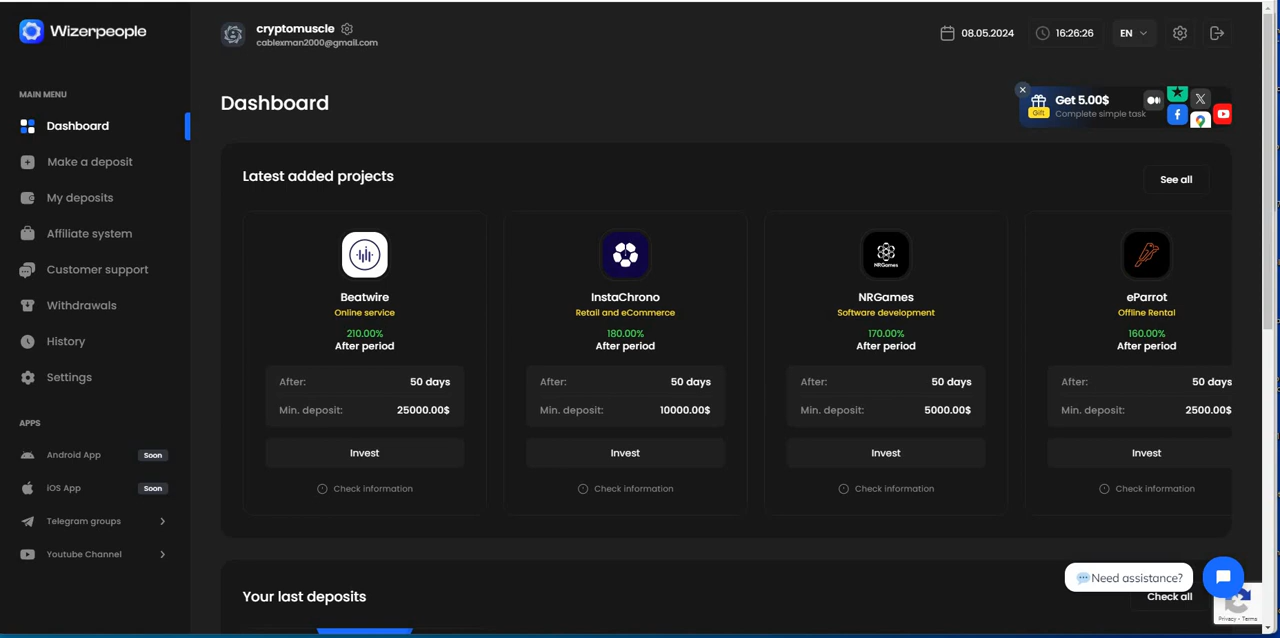 Wizerpeople
cryptomuscle
cablexman2000@gmail.com
08.05.2024
16:26:26
EN
MAIN MENU
Dashboard
Make a deposit
My deposits
Affiliate system
Customer support
Withdrawals
History
Settings
APPS
Android App Soon
iOS App Soon
Telegram groups
Youtube Channel
Dashboard
Gift
Get 5.00$
Complete simple task
Latest added projects
See all
Beatwire
Online service
210.00%
After period
After: 50 days
Min. deposit: 25000.00$
Invest
Check information
InstaChrono
Retail and eCommerce
180.00%
After period
After: 50 days
Min. deposit: 10000.00$
Invest
Check information
NRGames
NRGames
Software development
170.00%
After period
After: 50 days
Min. deposit: 5000.00$
Invest
Check information
eParrot
Offline Rental
160.00%
After period
After: 50 days
Min. deposit: 2500.00$
Invest
Check information
Your last deposits
Need assistance?
Check all
Privacy - Terms